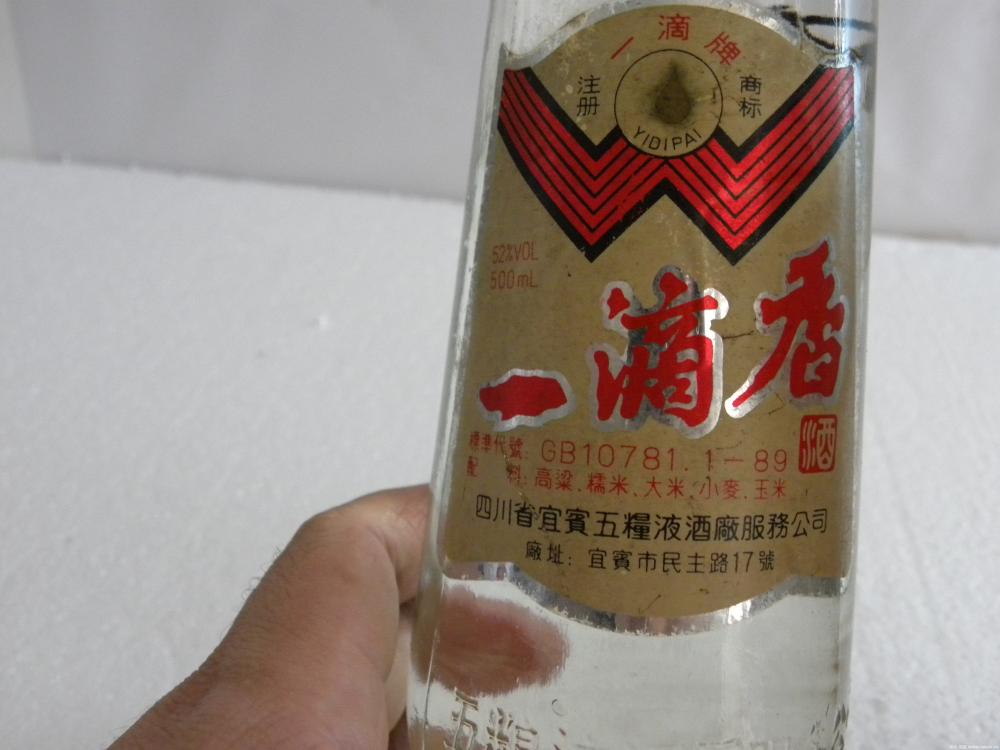 一滴牌
注册
商标
YIDIPAI
52%VOL
500mL
一滴香
酒
標準代號: GB10781.1—89
配料: 高粱、糯米、大米、小麥、玉米
四川省宜賓五糧液酒廠服務公司
廠址: 宜賓市民主路17號
五粮